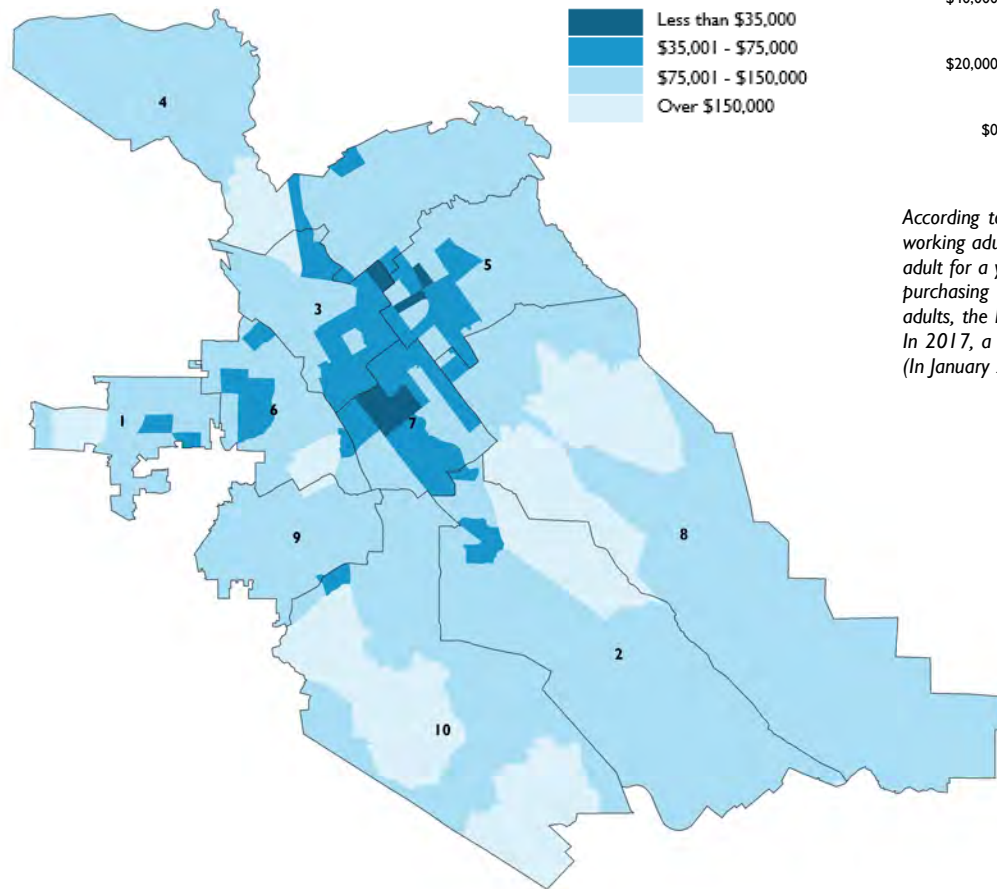 Less than $35,000
$35,001 - $75,000
$75,001 - $150,000
Over $150,000
$20,000
$0
4
5
3
1
6
7
9
8
2
10
According to
working adu
adult for a y
purchasing
adults, the
In 2017, a
(In January